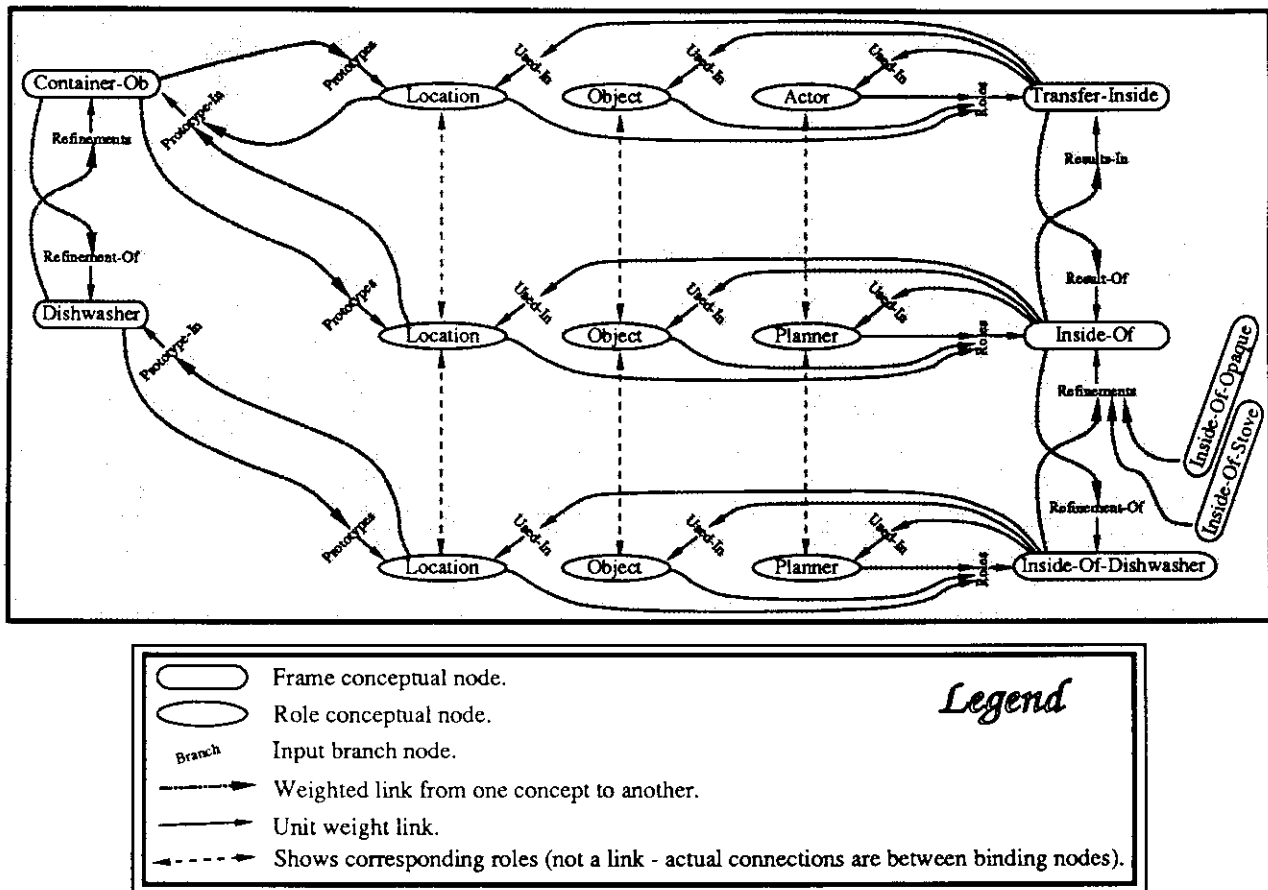 Container-Ob
Prototypes
Location
Used-In
Object
Used-In
Actor
Used-In
Roles
Transfer-Inside
Prototype-In
Refinements
Results-In
Refinement-Of
Result-Of
Dishwasher
Prototype-In
Prototypes
Location
Used-In
Object
Used-In
Planner
Used-In
Roles
Inside-Of
Refinements
Inside-Of-Opaque
Inside-Of-Stove
Refinement-Of
Prototypes
Location
Used-In
Object
Used-In
Planner
Used-In
Roles
Inside-Of-Dishwasher
Legend
Frame conceptual node.
Role conceptual node.
Branch Input branch node.
Weighted link from one concept to another.
Unit weight link.
Shows corresponding roles (not a link - actual connections are between binding nodes).